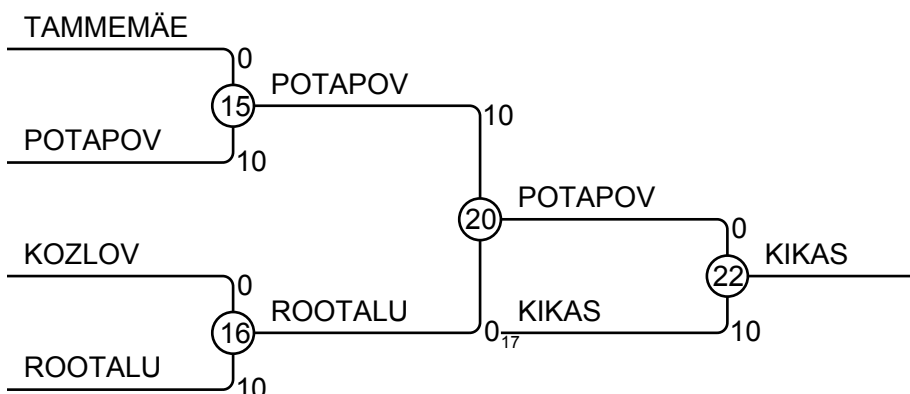 TAMMEMÄE
0
15
POTAPOV
10
POTAPOV
10
20
POTAPOV
0
22
KIKAS
KOZLOV
0
16
ROOTALU
0
17
KIKAS
10
ROOTALU
10